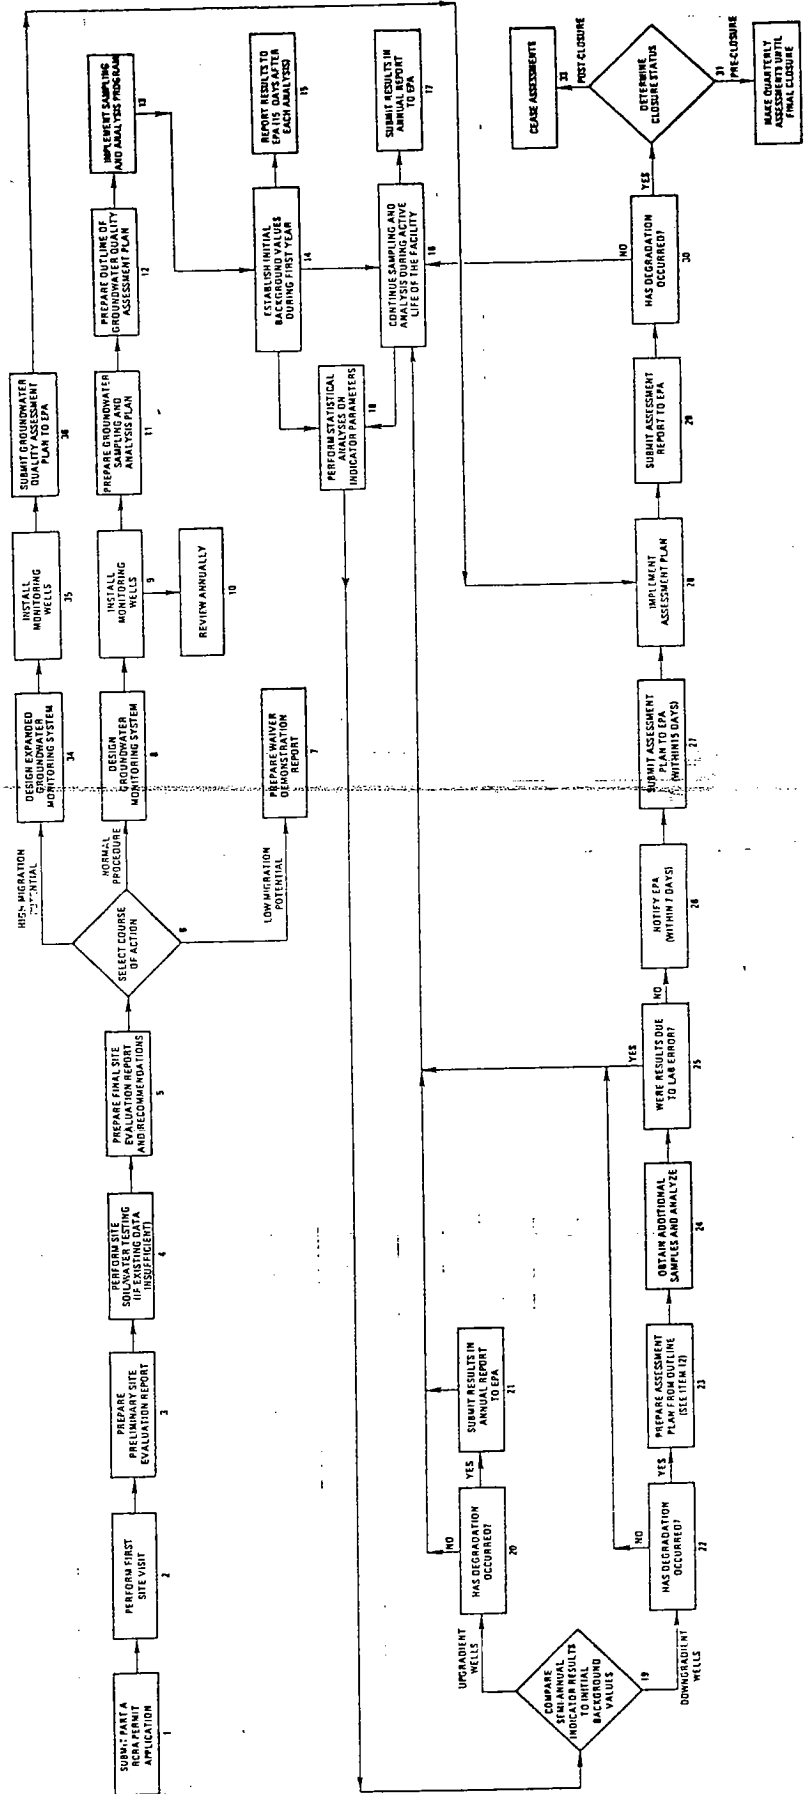 SUBMIT PART A
RCRA PERMIT
APPLICATION
1
PERFORM FIRST
SITE VISIT
2
PREPARE
PRELIMINARY SITE
EVALUATION REPORT
3
PERFORM SITE
SOIL/WATER TESTING
(IF EXISTING DATA
INSUFFICIENT)
4
PREPARE FINAL SITE
EVALUATION REPORT
AND RECOMMENDATIONS
5
SELECT COURSE
OF ACTION
6
HIGH MIGRATION
POTENTIAL
NORMAL
PROCEDURE
LOW MIGRATION
POTENTIAL
DESIGN EXPANDED
GROUNDWATER
MONITORING SYSTEM
34
INSTALL
MONITORING
WELLS
35
SUBMIT GROUNDWATER
QUALITY ASSESSMENT
PLAN TO EPA
36
DESIGN
GROUNDWATER
MONITORING SYSTEM
8
INSTALL
MONITORING
WELLS
9
REVIEW ANNUALLY
10
PREPARE GROUNDWATER
SAMPLING AND
ANALYSIS PLAN
11
PREPARE OUTLINE OF
GROUNDWATER QUALITY
ASSESSMENT PLAN
12
IMPLEMENT SAMPLING
AND ANALYSIS PROGRAM
13
PREPARE WAIVER
DEMONSTRATION
REPORT
7
ESTABLISH INITIAL
BACKGROUND VALUES
DURING FIRST YEAR
14
REPORT RESULTS TO
EPA (15 DAYS AFTER
EACH ANALYSIS)
15
CONTINUE SAMPLING AND
ANALYSIS DURING ACTIVE
LIFE OF THE FACILITY
16
SUBMIT RESULTS IN
ANNUAL REPORT
TO EPA
17
PERFORM STATISTICAL
ANALYSES ON
INDICATOR PARAMETERS
18
COMPARE
SEMI-ANNUAL
INDICATOR RESULTS
TO INITIAL
BACKGROUND
VALUES
19
UPGRADIENT
WELLS
DOWNGRADIENT
WELLS
HAS DEGRADATION
OCCURRED?
20
NO
YES
SUBMIT RESULTS IN
ANNUAL REPORT
TO EPA
21
HAS DEGRADATION
OCCURRED?
22
NO
YES
PREPARE ASSESSMENT
PLAN FROM OUTLINE
(SEE ITEM 12)
23
OBTAIN ADDITIONAL
SAMPLES AND ANALYZE
24
WERE RESULTS DUE
TO LAB ERROR?
25
YES
NO
NOTIFY EPA
(WITHIN 7 DAYS)
26
SUBMIT ASSESSMENT
PLAN TO EPA
(WITHIN 15 DAYS)
27
IMPLEMENT
ASSESSMENT PLAN
28
SUBMIT ASSESSMENT
REPORT TO EPA
29
HAS DEGRADATION
OCCURRED?
30
NO
YES
DETERMINE
CLOSURE STATUS
33
POST-CLOSURE
CEASE ASSESSMENTS
31
PRE-CLOSURE
MAKE QUARTERLY
ASSESSMENTS UNTIL
FINAL CLOSURE